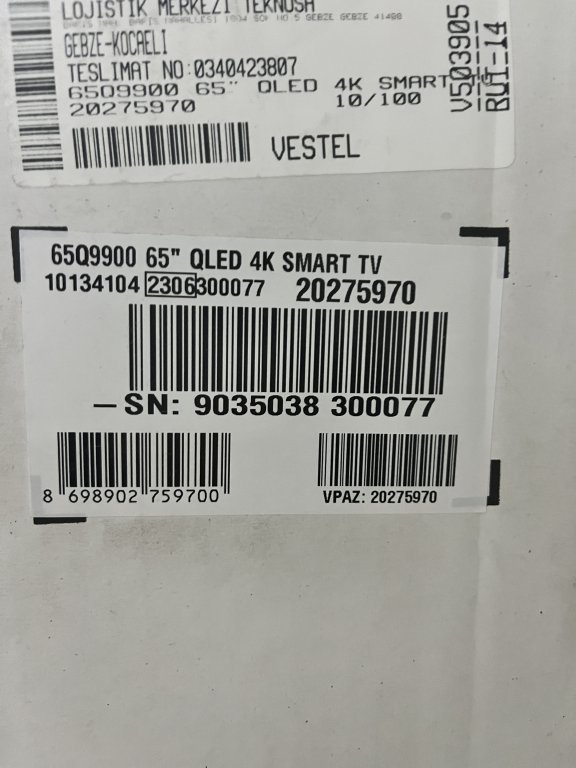 LOJISTIK MERKEZI TEKNOSA
GEBZE-KOCAELI
TESLIMAT NO:0340423807
65Q9900 65" QLED 4K SMART
20275970 10/100
VESTEL
V503905
BU1-14
65Q9900 65" QLED 4K SMART TV
10134104 2306300077 20275970
–SN: 9035038 300077
8 698902 759700
VPAZ: 20275970